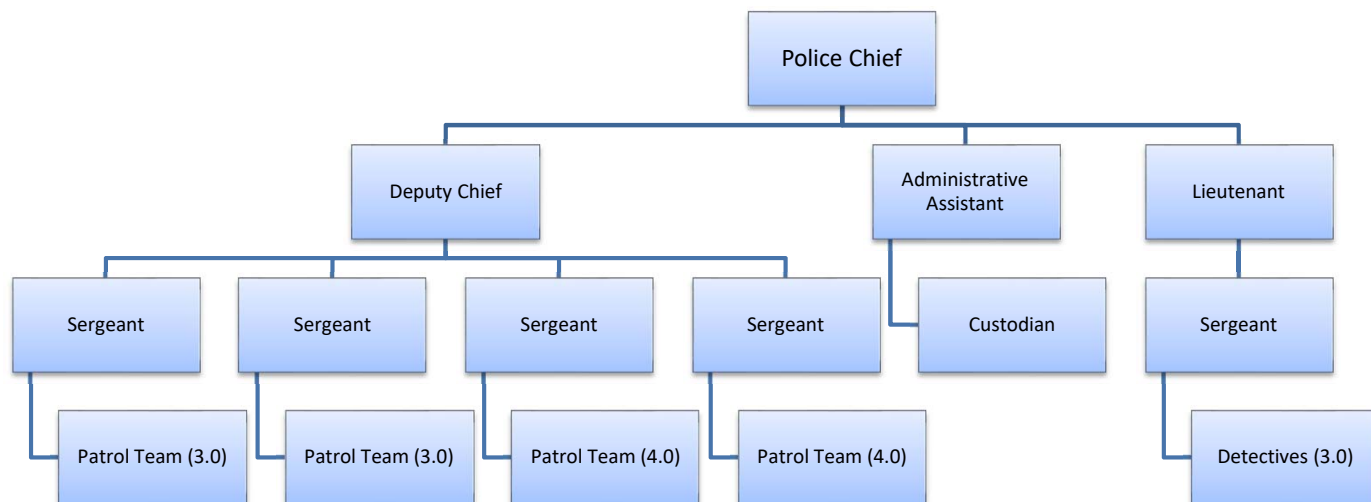 Police Chief
Deputy Chief
Administrative
Assistant
Lieutenant
Sergeant
Sergeant
Sergeant
Sergeant
Custodian
Sergeant
Patrol Team (3.0)
Patrol Team (3.0)
Patrol Team (4.0)
Patrol Team (4.0)
Detectives (3.0)